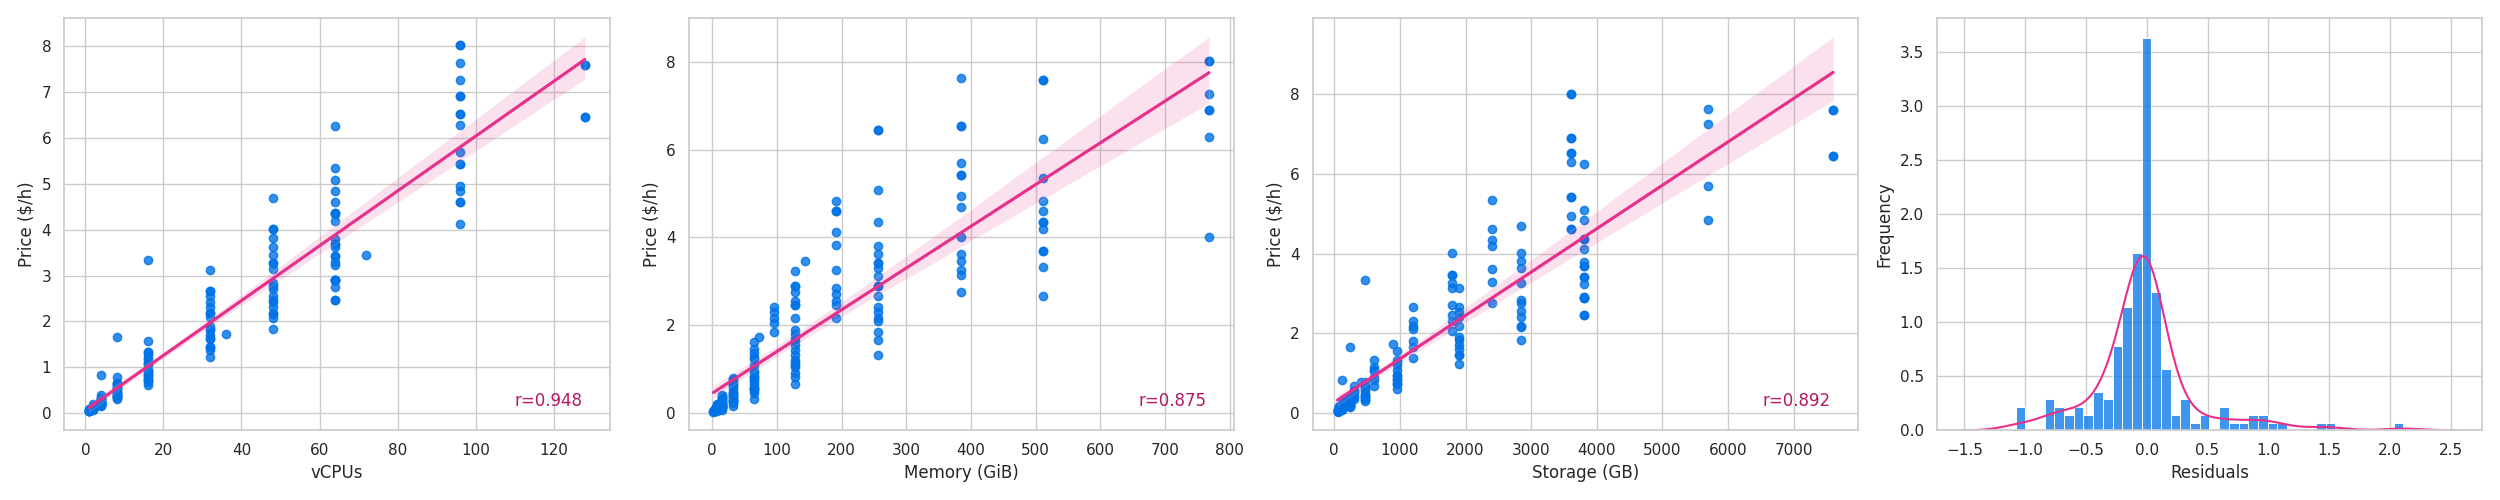 8
7
6
5
4
3
2
1
0
Price ($/h)
r=0.948
0 20 40 60 80 100 120
vCPUs
8
6
4
2
0
Price ($/h)
r=0.875
0 100 200 300 400 500 600 700 800
Memory (GiB)
8
6
4
2
0
Price ($/h)
r=0.892
0 1000 2000 3000 4000 5000 6000 7000
Storage (GB)
3.5
3.0
2.5
2.0
1.5
1.0
0.5
0.0
Frequency
−1.5 −1.0 −0.5 0.0 0.5 1.0 1.5 2.0 2.5
Residuals